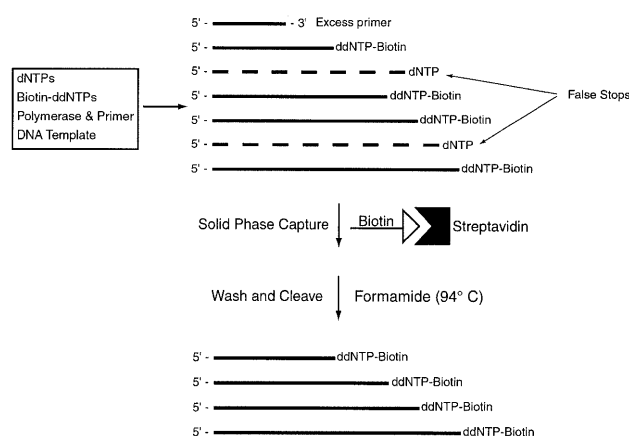 5' - - 3' Excess primer
5' - ddNTP-Biotin
5' - dNTP
5' - ddNTP-Biotin
5' - ddNTP-Biotin
5' - dNTP
5' - ddNTP-Biotin
dNTPs
Biotin-ddNTPs
Polymerase & Primer
DNA Template
False Stops
Solid Phase Capture
Biotin
Streptavidin
Wash and Cleave
Formamide (94° C)
5' - ddNTP-Biotin
5' - ddNTP-Biotin
5' - ddNTP-Biotin
5' - ddNTP-Biotin